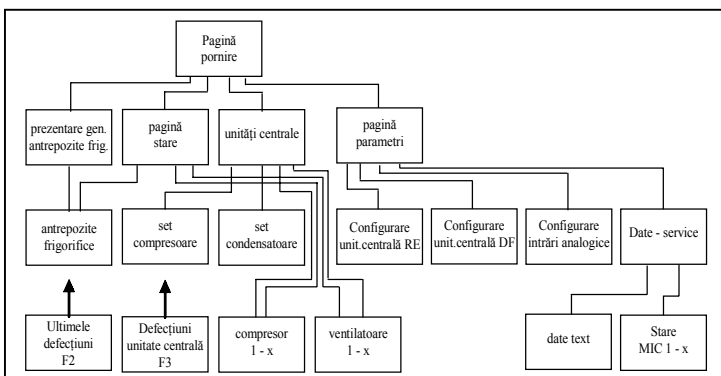 Pagină
pornire
prezentare gen.
antrepozite frig.
pagină
stare
unități centrale
pagină
parametri
antrepozite
frigorifice
set
compresoare
set
condensatoare
Configurare
unit.centrală RE
Configurare
unit.centrală DF
Configurare
intrări analogice
Date - service
Ultimele
defecțiuni
F2
Defecțiuni
unitate centrală
F3
compresor
1 - x
ventilatoare
1 - x
date text
Stare
MIC 1 - x